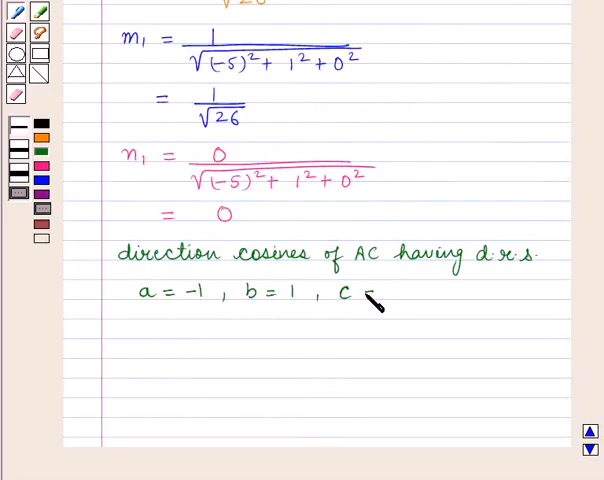 √26
m₁ = 1 / √(-5)² + 1² + 0²
= 1 / √26
n₁ = 0 / √(-5)² + 1² + 0²
= 0
direction cosines of AC having d.r.s.
a = -1 , b = 1 , c =